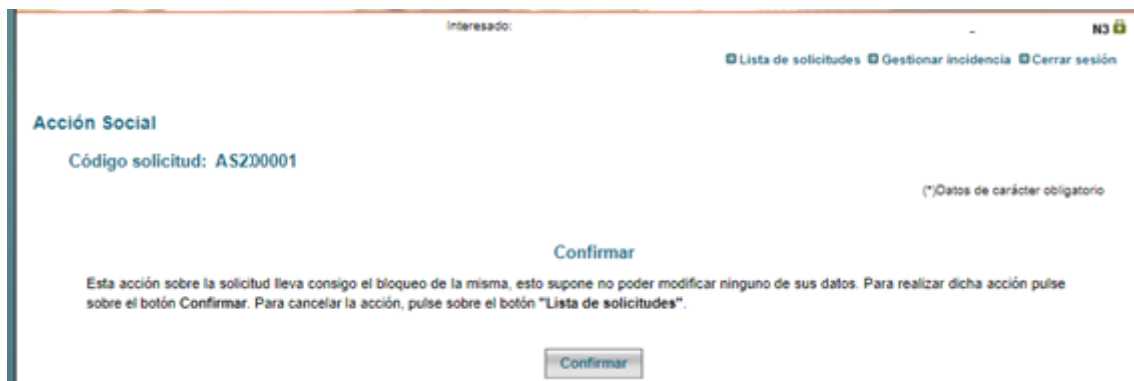 Interesado:
- N3
Lista de solicitudes Gestionar incidencia Cerrar sesión
Acción Social
Código solicitud: AS200001
(*)Datos de carácter obligatorio
Confirmar
Esta acción sobre la solicitud lleva consigo el bloqueo de la misma, esto supone no poder modificar ninguno de sus datos. Para realizar dicha acción pulse
sobre el botón Confirmar. Para cancelar la acción, pulse sobre el botón "Lista de solicitudes".
Confirmar